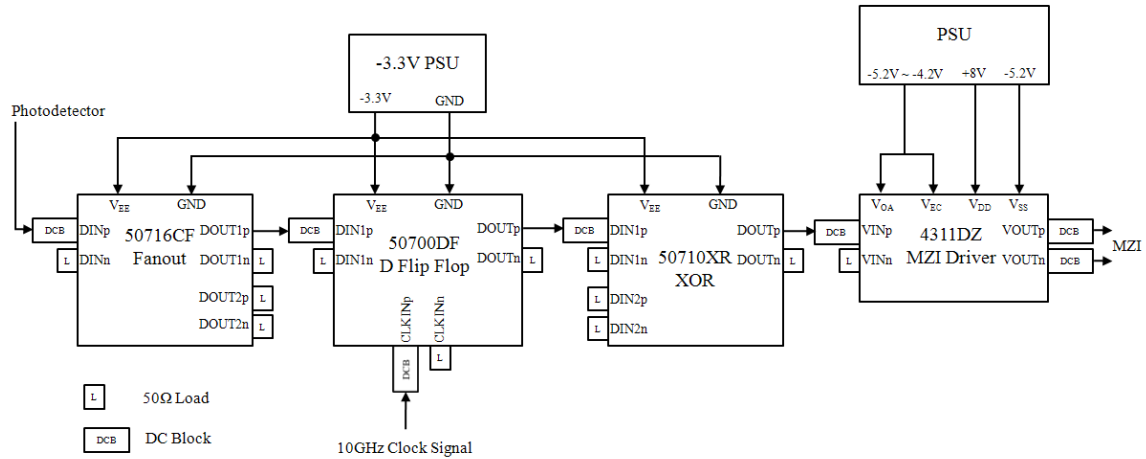 PSU
-5.2V ~ -4.2V +8V -5.2V
-3.3V PSU
-3.3V GND
Photodetector
VEE GND
DCB DINp 50716CF DOUT1p
L DINn Fanout DOUT1n L
DOUT2p L
DOUT2n L
VEE GND
DCB DIN1p 50700DF DOUTp
L DIN1n D Flip Flop DOUTn L
CLKINp CLKINn
DCB L
10GHz Clock Signal
VEE GND
DCB DIN1p DOUTp
L DIN1n 50710XR DOUTn L
XOR
L DIN2p
L DIN2n
VOA VEC VDD VSS
DCB VINp 4311DZ VOUTp DCB
L VINn MZI Driver VOUTn DCB
MZI
L 50Ω Load
DCB DC Block